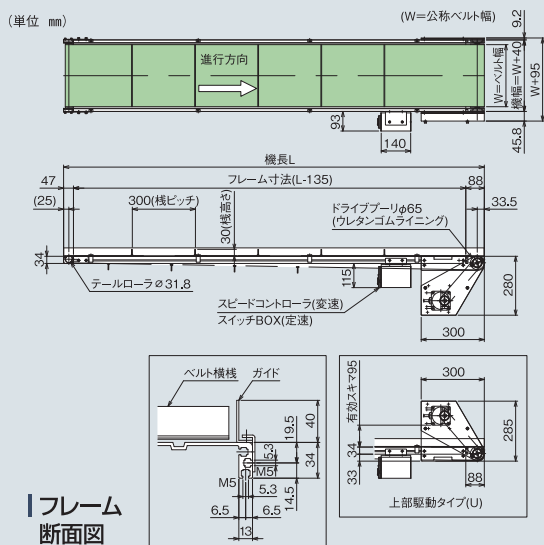 (単位 mm)
(W=公称ベルト幅)
9.2
進行方向
W=ベルト幅
機幅=W+40
W+95
93
140
45.8
機長L
47
フレーム寸法(L-135)
88
(25)
300(桟ピッチ)
30(桟高さ)
ドライブプーリφ65
(ウレタンゴムライニング)
33.5
34
テールローラφ31.8
115
スピードコントローラ(変速)
スイッチBOX(定速)
280
300
ベルト横桟
ガイド
40
19.5
5.3
34
M5
M5
5.3
14.5
6.5
6.5
13
フレーム
断面図
300
有効スキマ95
34
33
285
88
上部駆動タイプ(U)